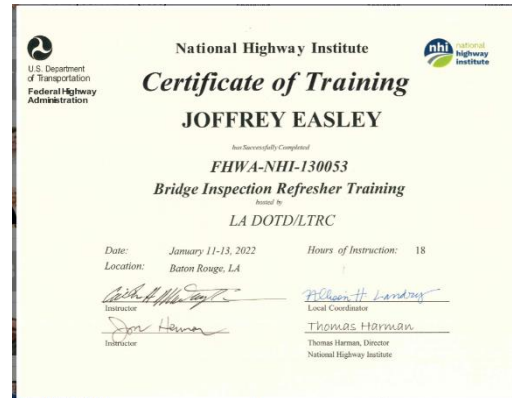 U.S. Department
of Transportation
Federal Highway
Administration
National Highway Institute
nhi national
highway
institute
Certificate of Training
JOFFREY EASLEY
has Successfully Completed
FHWA-NHI-130053
Bridge Inspection Refresher Training
hosted by
LA DOTD/LTRC
Date: January 11-13, 2022 Hours of Instruction: 18
Location: Baton Rouge, LA
Instructor
Allison H Landry
Local Coordinator
Thomas Harman
Instructor
Thomas Harman, Director
National Highway Institute